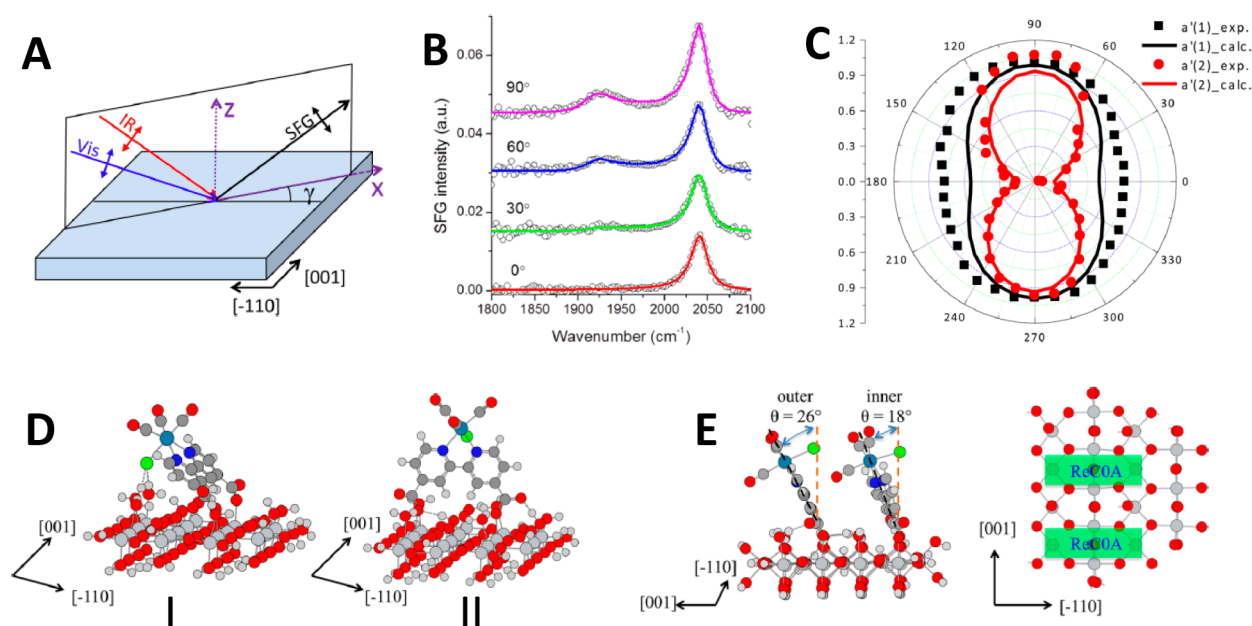 A
Z
IR
Vis
SFG
γ
X
[001]
[-110]
B
SFG intensity (a.u.)
0.06
0.04
0.02
0.00
90°
60°
30°
0°
1800 1850 1900 1950 2000 2050 2100
Wavenumber (cm-1)
C
1.2
0.9
0.6
0.3
0.0
0.3
0.6
0.9
1.2
90
120
60
150
30
180
0
210
330
240
300
270
a'(1)_exp.
a'(1)_calc.
a'(2)_exp.
a'(2)_calc.
D
[001]
[-110]
I
[001]
[-110]
II
E
outer
θ = 26°
inner
θ = 18°
[-110]
[001]
ReC0A
ReC0A
[001]
[-110]